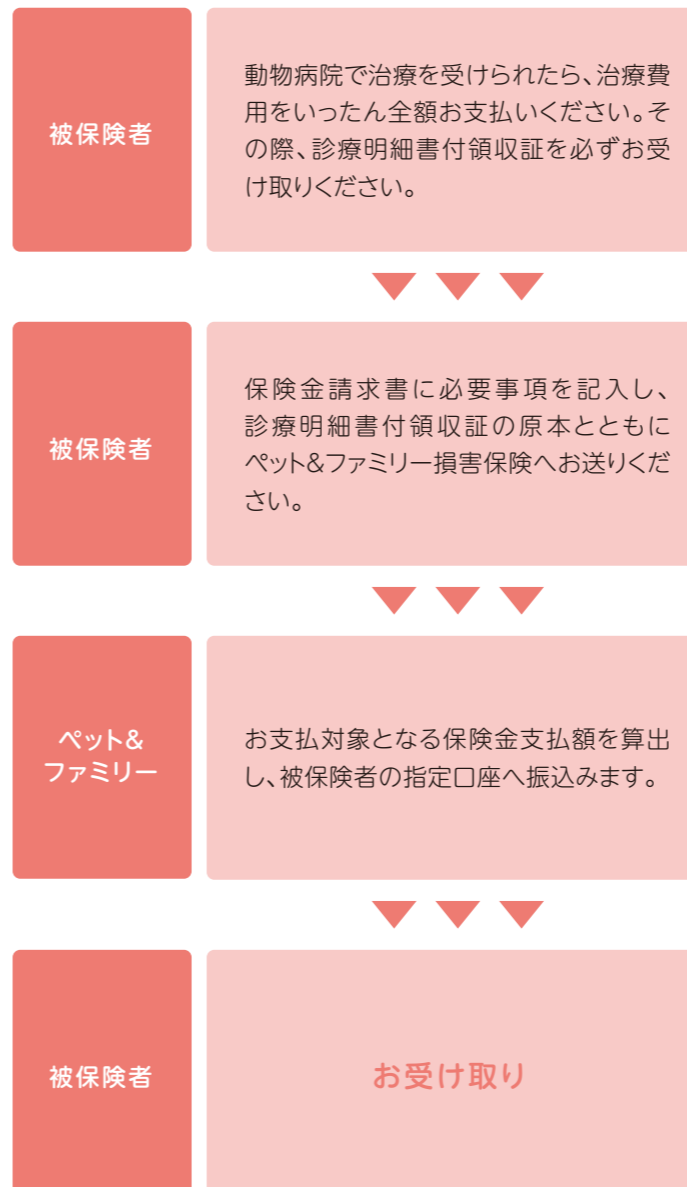 被保険者
動物病院で治療を受けられたら、治療費
用をいったん全額お支払いください。そ
の際、診療明細書付領収証を必ずお受
け取りください。
被保険者
保険金請求書に必要事項を記入し、
診療明細書付領収証の原本とともに
ペット&ファミリー損害保険へお送りくだ
さい。
ペット&
ファミリー
お支払対象となる保険金支払額を算出
し、被保険者の指定口座へ振込みます。
被保険者
お受け取り